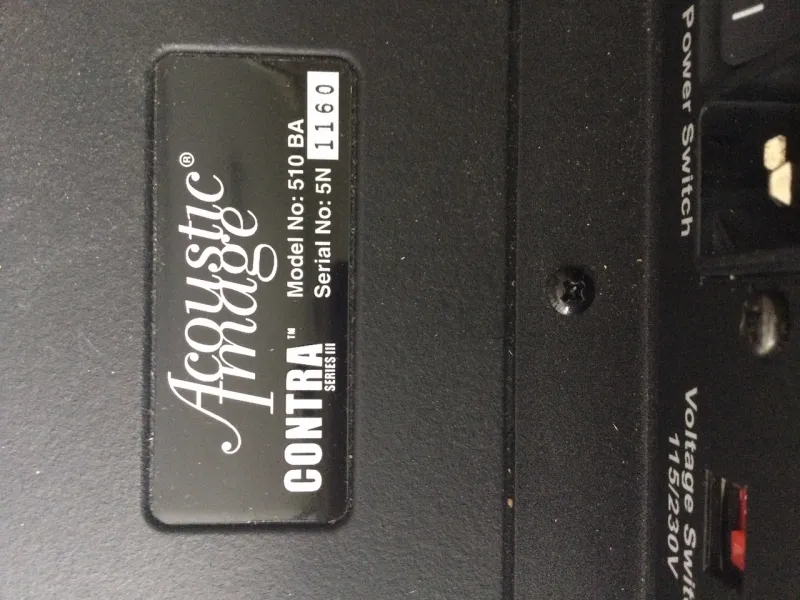 Acoustic®
Image
CONTRA™
SERIES III
Model No: 510 BA
Serial No: 5N 1160
Power Switch
Voltage Swit
115/230V